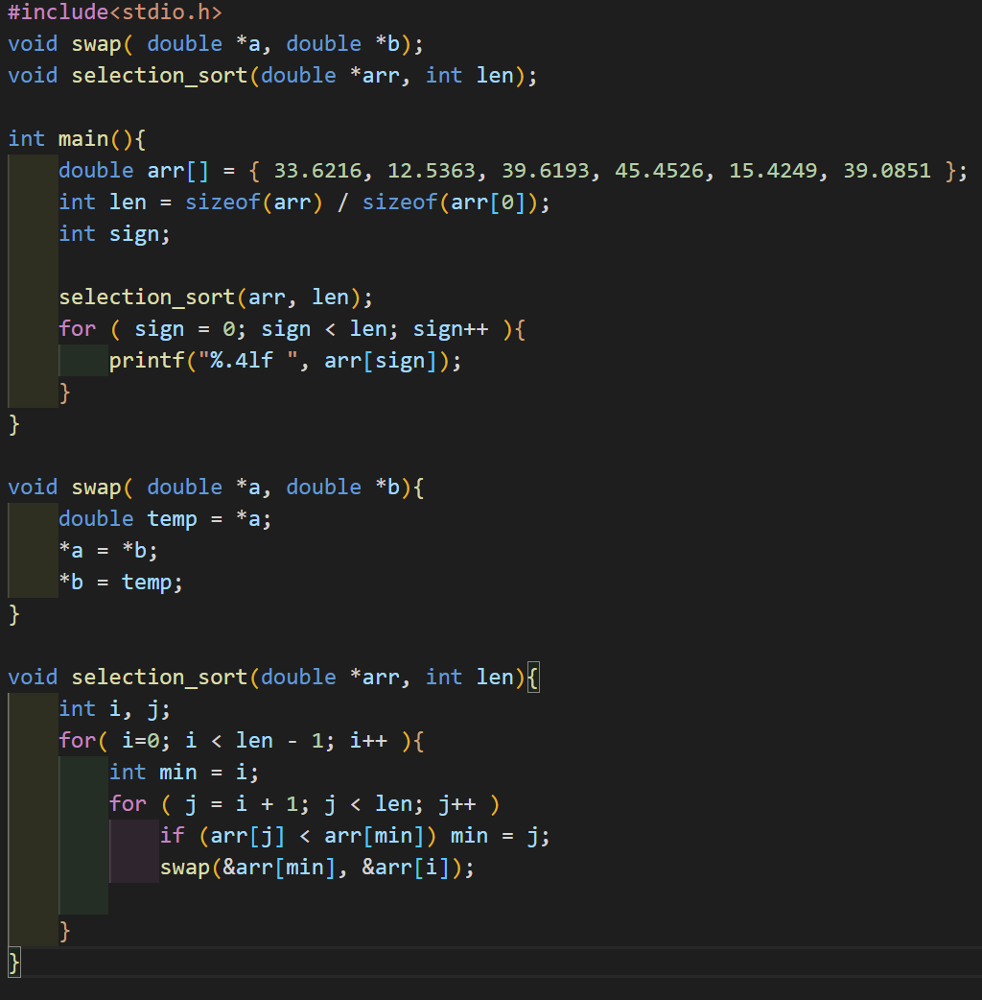 #include<stdio.h>
void swap( double *a, double *b);
void selection_sort(double *arr, int len);

int main(){
    double arr[] = { 33.6216, 12.5363, 39.6193, 45.4526, 15.4249, 39.0851 };
    int len = sizeof(arr) / sizeof(arr[0]);
    int sign;

    selection_sort(arr, len);
    for ( sign = 0; sign < len; sign++ ){
        printf("%.4lf ", arr[sign]);
    }
}

void swap( double *a, double *b){
    double temp = *a;
    *a = *b;
    *b = temp;
}

void selection_sort(double *arr, int len){
    int i, j;
    for( i=0; i < len - 1; i++ ){
        int min = i;
        for ( j = i + 1; j < len; j++ )
            if (arr[j] < arr[min]) min = j;
            swap(&arr[min], &arr[i]);

    }
}